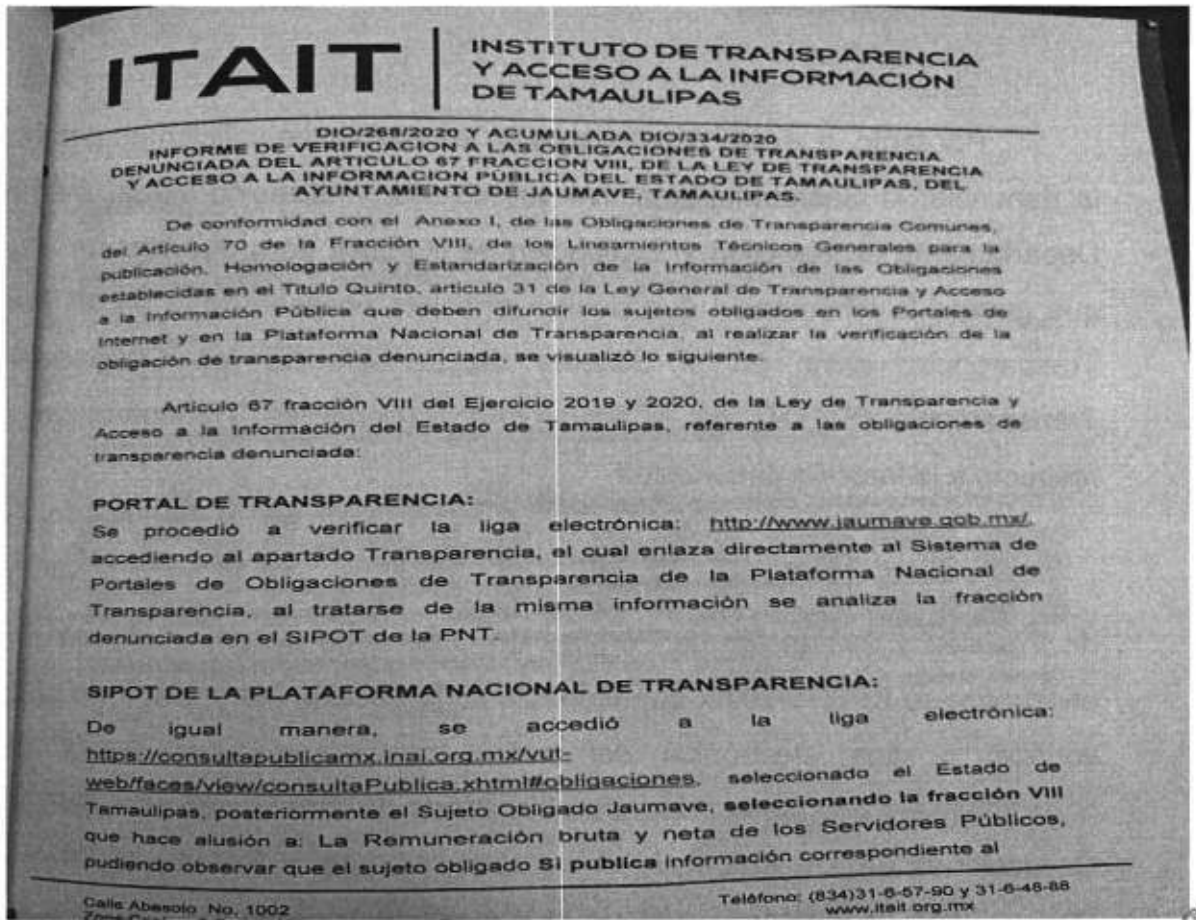 ITAIT
INSTITUTO DE TRANSPARENCIA
Y ACCESO A LA INFORMACIÓN
DE TAMAULIPAS
DIO/268/2020 Y ACUMULADA DIO/334/2020
INFORME DE VERIFICACION A LAS OBLIGACIONES DE TRANSPARENCIA
DENUNCIADA DEL ARTICULO 67 FRACCION VIII, DE LA LEY DE TRANSPARENCIA
Y ACCESO A LA INFORMACION PÚBLICA DEL ESTADO DE TAMAULIPAS, DEL
AYUNTAMIENTO DE JAUMAVE, TAMAULIPAS.
De conformidad con el Anexo I, de las Obligaciones de Transparencia Comunes,
del Artículo 70 de la Fracción VIII, de los Lineamientos Técnicos Generales para la
publicación, Homologación y Estandarización de la Información de las Obligaciones
establecidas en el Titulo Quinto, artículo 31 de la Ley General de Transparencia y Acceso
a la Información Pública que deben difundir los sujetos obligados en los Portales de
Internet y en la Plataforma Nacional de Transparencia, al realizar la verificación de la
obligación de transparencia denunciada, se visualizó lo siguiente.
Artículo 67 fracción VIII del Ejercicio 2019 y 2020, de la Ley de Transparencia y
Acceso a la Información del Estado de Tamaulipas, referente a las obligaciones de
transparencia denunciada:
PORTAL DE TRANSPARENCIA:
Se procedió a verificar la liga electrónica: http://www.jaumave.gob.mx/,
accediendo al apartado Transparencia, el cual enlaza directamente al Sistema de
Portales de Obligaciones de Transparencia de la Plataforma Nacional de
Transparencia, al tratarse de la misma información se analiza la fracción
denunciada en el SIPOT de la PNT.
SIPOT DE LA PLATAFORMA NACIONAL DE TRANSPARENCIA:
De igual manera, se accedió a la liga electrónica:
https://consultapublicamx.inai.org.mx/vut-
web/faces/view/consultaPublica.xhtml#obligaciones, seleccionado el Estado de
Tamaulipas, posteriormente el Sujeto Obligado Jaumave, seleccionando la fracción VIII
que hace alusión a: La Remuneración bruta y neta de los Servidores Públicos,
pudiendo observar que el sujeto obligado Si publica información correspondiente al
Calle Abasolo No. 1002
Teléfono: (834)31-6-57-90 y 31-6-48-88
www.itait.org.mx